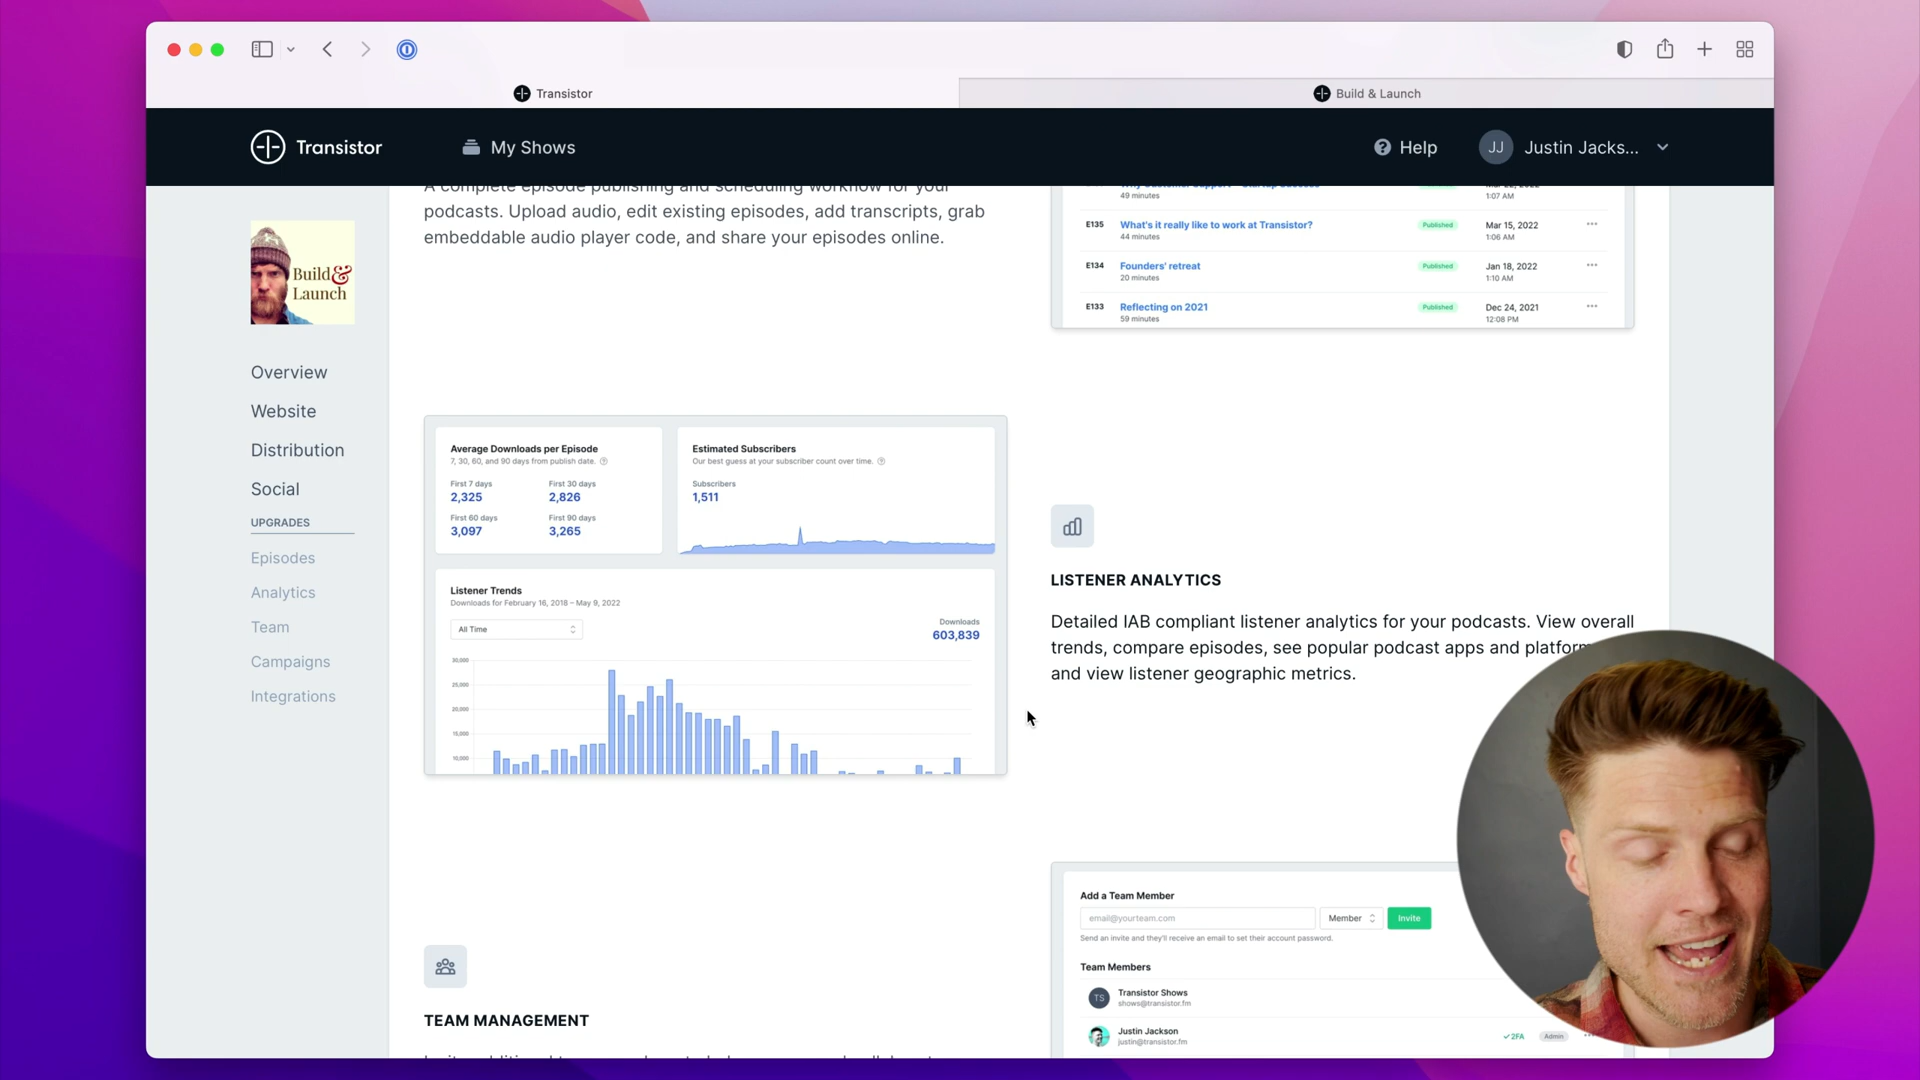 Transistor
Build & Launch
Transistor
My Shows
Help
JJ
Justin Jacks...
A complete episode publishing and scheduling workflow for your
podcasts. Upload audio, edit existing episodes, add transcripts, grab
embeddable audio player code, and share your episodes online.
49 minutes
1:07 AM
E135
What's it really like to work at Transistor?
44 minutes
Published
Mar 15, 2022
1:06 AM
E134
Founders' retreat
20 minutes
Published
Jan 18, 2022
1:10 AM
E133
Reflecting on 2021
59 minutes
Published
Dec 24, 2021
12:08 PM
Build &
Launch
Overview
Website
Distribution
Social
UPGRADES
Episodes
Analytics
Team
Campaigns
Integrations
Average Downloads per Episode
7, 30, 60, and 90 days from publish date.
First 7 days
2,325
First 30 days
2,826
First 60 days
3,097
First 90 days
3,265
Estimated Subscribers
Our best guess at your subscriber count over time.
Subscribers
1,511
Listener Trends
Downloads for February 16, 2018 – May 9, 2022
All Time
Downloads
603,839
30,000
25,000
20,000
15,000
10,000
LISTENER ANALYTICS
Detailed IAB compliant listener analytics for your podcasts. View overall
trends, compare episodes, see popular podcast apps and platform
and view listener geographic metrics.
TEAM MANAGEMENT
Add a Team Member
email@yourteam.com
Member
Invite
Send an invite and they'll receive an email to set their account password.
Team Members
TS
Transistor Shows
shows@transistor.fm
Justin Jackson
justin@transistor.fm
2FA
Admin